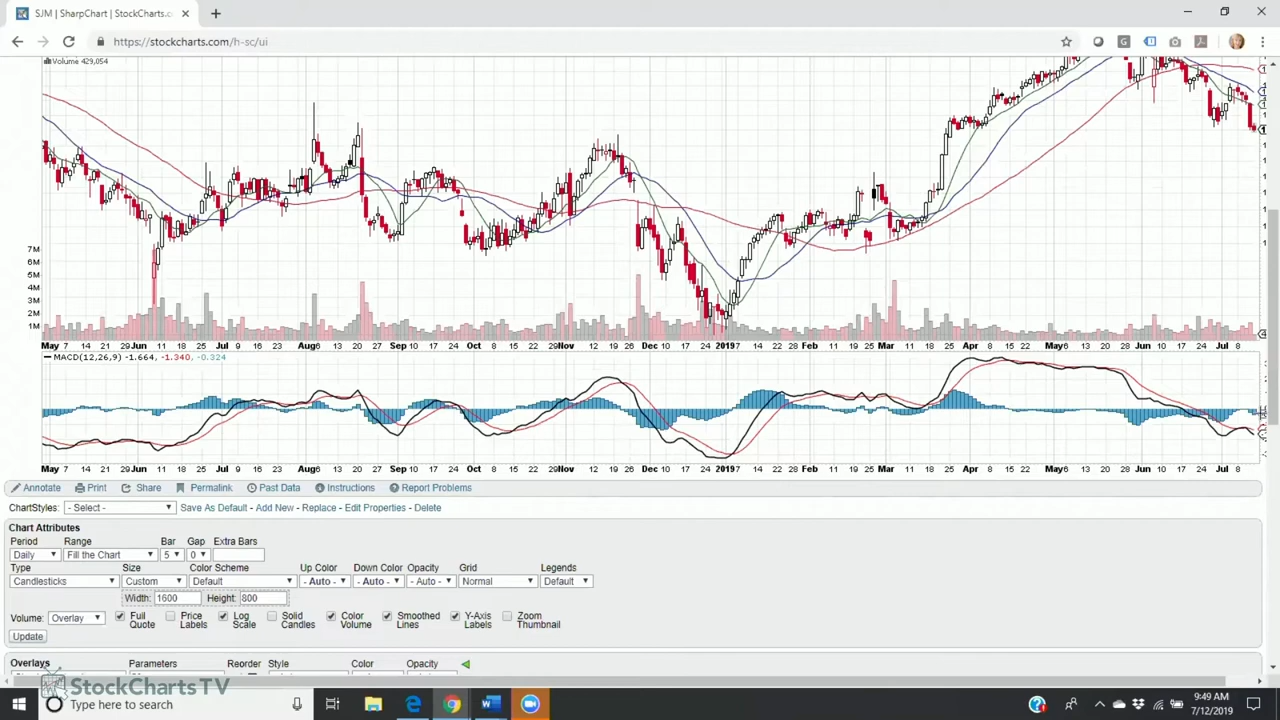 SJM | SharpChart | StockCharts.c
https://stockcharts.com/h-sc/ui
Volume 429,054
7M
6M
5M
4M
3M
2M
1M
May 7 14 21 29 Jun 11 18 25 Jul 9 16 23 Aug6 13 20 27 Sep 10 17 24 Oct 8 15 22 Nov 12 19 26 Dec 10 17 24 2019 7 14 22 28 Feb 11 19 25 Mar 11 18 25 Apr 8 15 22 May6 13 20 28 Jun 10 17 24 Jul 8
MACD(12,26,9) -1.664, -1.340, -0.324
May 7 14 21 29 Jun 11 18 25 Jul 9 16 23 Aug6 13 20 27 Sep 10 17 24 Oct 8 15 22 Nov 12 19 26 Dec 10 17 24 2019 7 14 22 28 Feb 11 19 25 Mar 11 18 25 Apr 8 15 22 May6 13 20 28 Jun 10 17 24 Jul 8
Annotate Print Share Permalink Past Data Instructions Report Problems
ChartStyles: - Select - Save As Default - Add New - Replace - Edit Properties - Delete
Chart Attributes
Period Range Bar Gap Extra Bars
Daily Fill the Chart 5 0
Type Size Color Scheme Up Color Down Color Opacity Grid Legends
Candlesticks Custom Default - Auto - - Auto - - Auto - Normal Default
Width: 1600 Height: 800
Volume: Overlay Full Quote Price Labels Log Scale Solid Candles Color Volume Smoothed Lines Y-Axis Labels Zoom Thumbnail
Update
Overlays Parameters Reorder Style Color Opacity
StockChartsTV
Type here to search
9:49 AM
7/12/2019